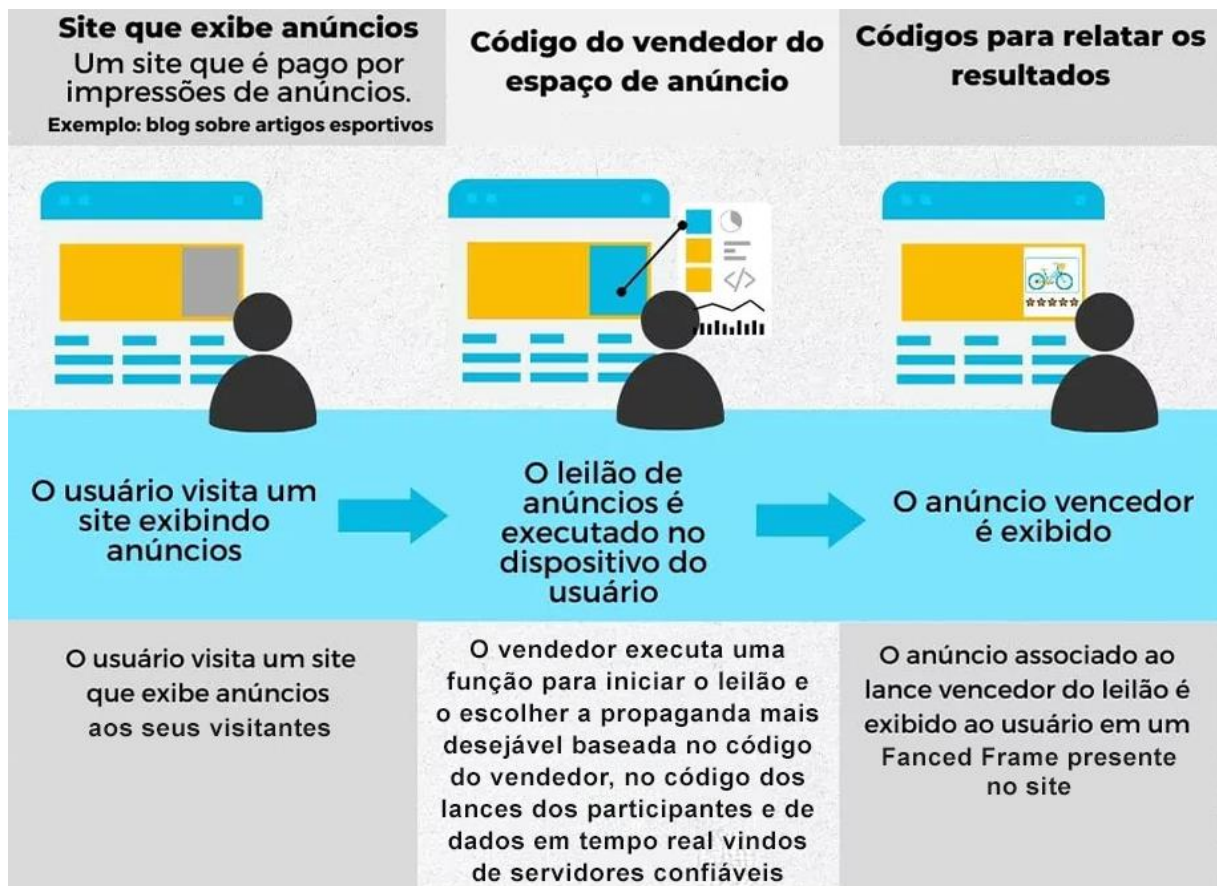 Site que exibe anúncios
Um site que é pago por
impressões de anúncios.
Exemplo: blog sobre artigos esportivos
Código do vendedor do
espaço de anúncio
Códigos para relatar os
resultados
O usuário visita um
site exibindo
anúncios
O leilão de
anúncios é
executado no
dispositivo do
usuário
O anúncio vencedor
é exibido
O usuário visita um site
que exibe anúncios
aos seus visitantes
O vendedor executa uma
função para iniciar o leilão e
o escolher a propaganda mais
desejável baseada no código
do vendedor, no código dos
lances dos participantes e de
dados em tempo real vindos
de servidores confiáveis
O anúncio associado ao
lance vencedor do leilão é
exibido ao usuário em um
Fanced Frame presente
no site